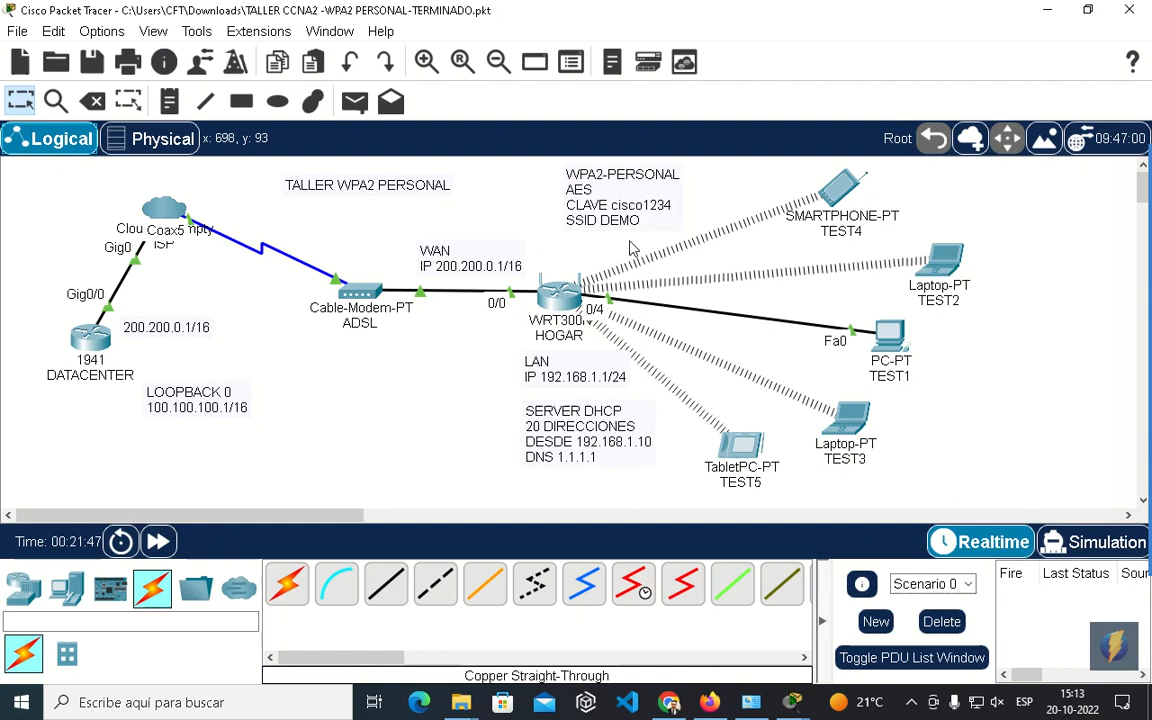 Cisco Packet Tracer - C:\Users\CFT\Downloads\TALLER CCNA2 -WPA2 PERSONAL-TERMINADO.pkt
File Edit Options View Tools Extensions Window Help
Logical Physical x: 698, y: 93
Root 09:47:00
TALLER WPA2 PERSONAL
WPA2-PERSONAL
AES
CLAVE cisco1234
SSID DEMO
SMARTPHONE-PT
TEST4
Coax5
ISP
Gig0
Gig0/0
200.200.0.1/16
1941
DATACENTER
LOOPBACK 0
100.100.100.1/16
Cable-Modem-PT
ADSL
WAN
IP 200.200.0.1/16
0/0
0/4
HOGAR
LAN
IP 192.168.1.1/24
SERVER DHCP
20 DIRECCIONES
DESDE 192.168.1.10
DNS 1.1.1.1
Laptop-PT
TEST2
Fa0
PC-PT
TEST1
Laptop-PT
TEST3
TabletPC-PT
TEST5
Time: 00:21:47
Realtime Simulation
Scenario 0
Fire Last Status Sour
New Delete
Toggle PDU List Window
Copper Straight-Through
Escribe aquí para buscar
21°C
ESP
15:13
20-10-2022